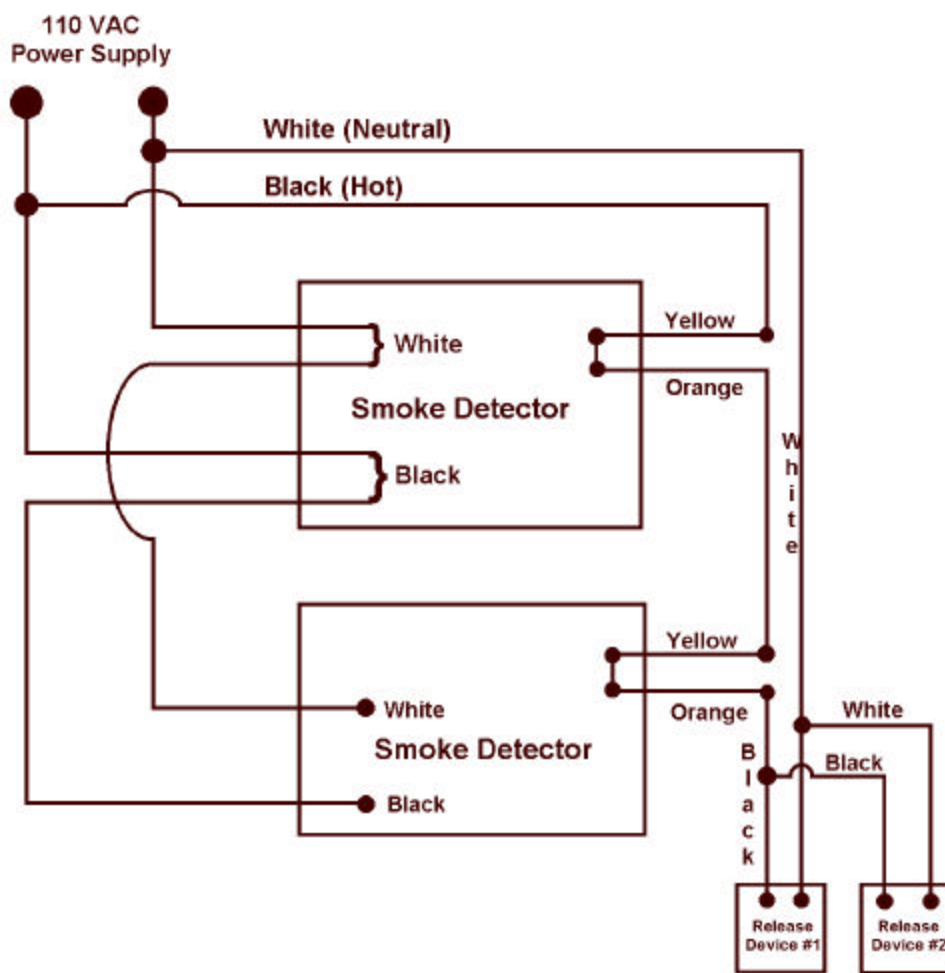 110 VAC
Power Supply
White (Neutral)
Black (Hot)
Yellow
White
Orange
Smoke Detector
Black
White
Yellow
White
Orange
White
Smoke Detector
Black
Black
Black
Release
Device #1
Release
Device #2